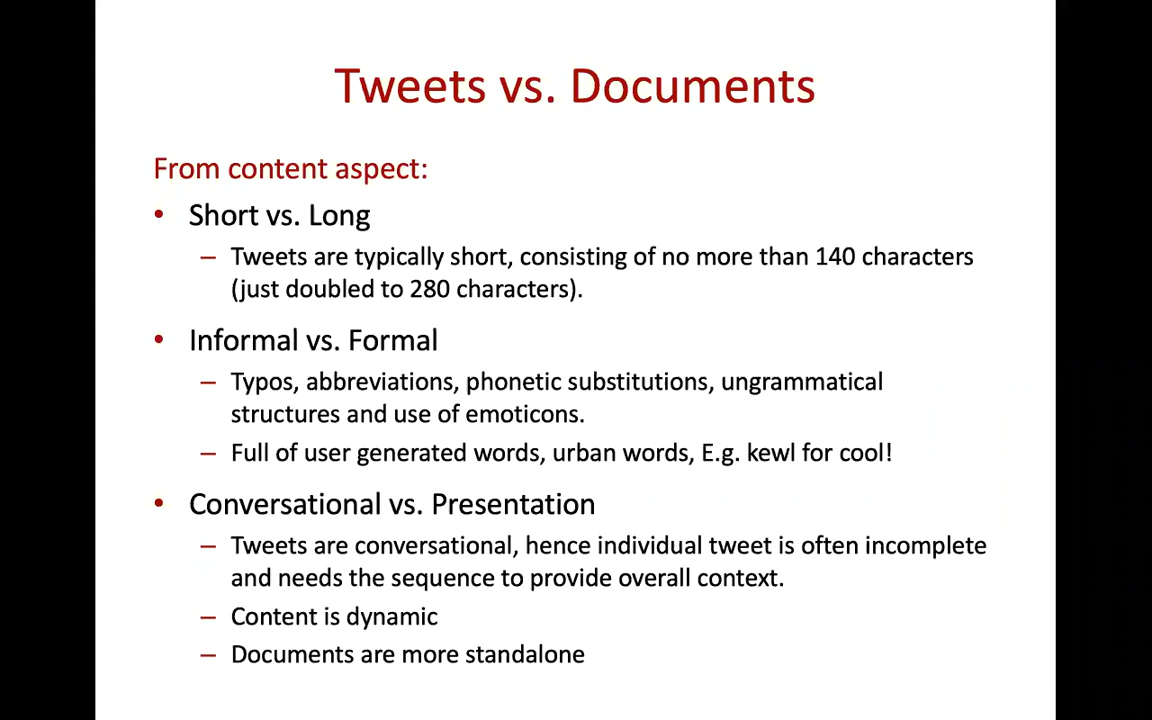 Tweets vs. Documents
From content aspect:
• Short vs. Long
– Tweets are typically short, consisting of no more than 140 characters
(just doubled to 280 characters).
• Informal vs. Formal
– Typos, abbreviations, phonetic substitutions, ungrammatical
structures and use of emoticons.
– Full of user generated words, urban words, E.g. kewl for cool!
• Conversational vs. Presentation
– Tweets are conversational, hence individual tweet is often incomplete
and needs the sequence to provide overall context.
– Content is dynamic
– Documents are more standalone